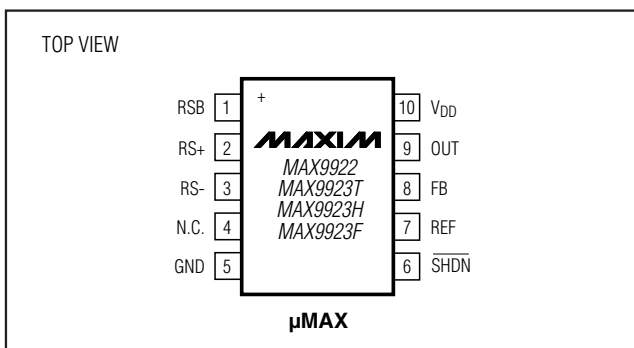 TOP VIEW
RSB 1 + 10 VDD
RS+ 2 MAXIM 9 OUT
MAX9922
RS- 3 MAX9923T 8 FB
MAX9923H
N.C. 4 MAX9923F 7 REF
GND 5 6 SHDN
µMAX